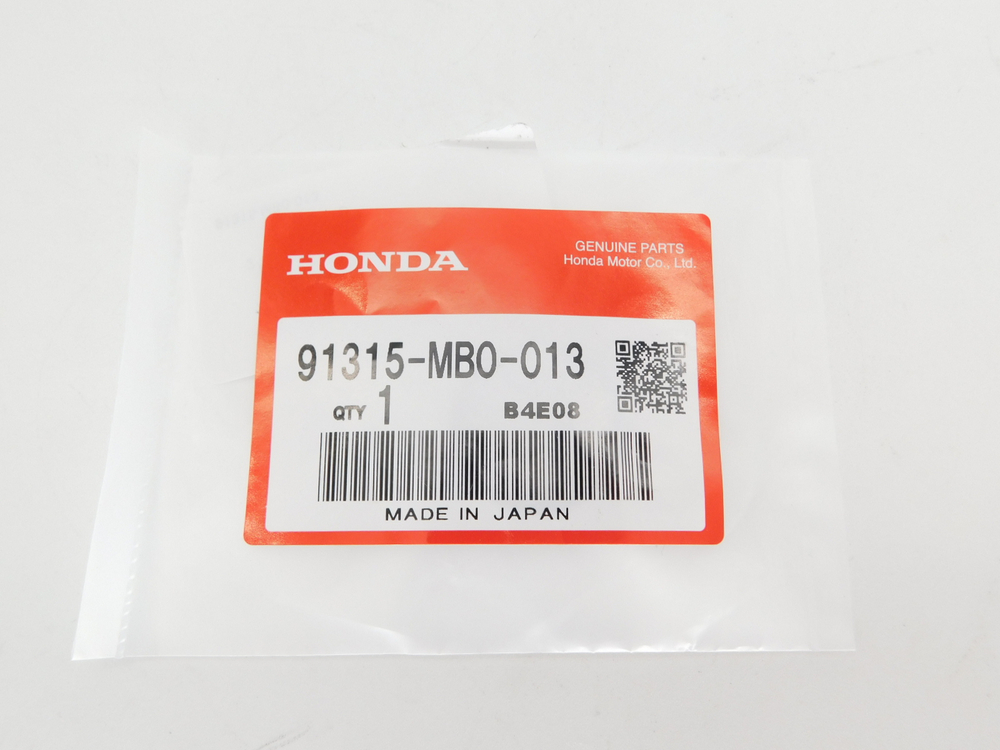 HONDA
GENUINE PARTS
Honda Motor Co., Ltd.
91315-MB0-013
QTY 1 B4E08
MADE IN JAPAN